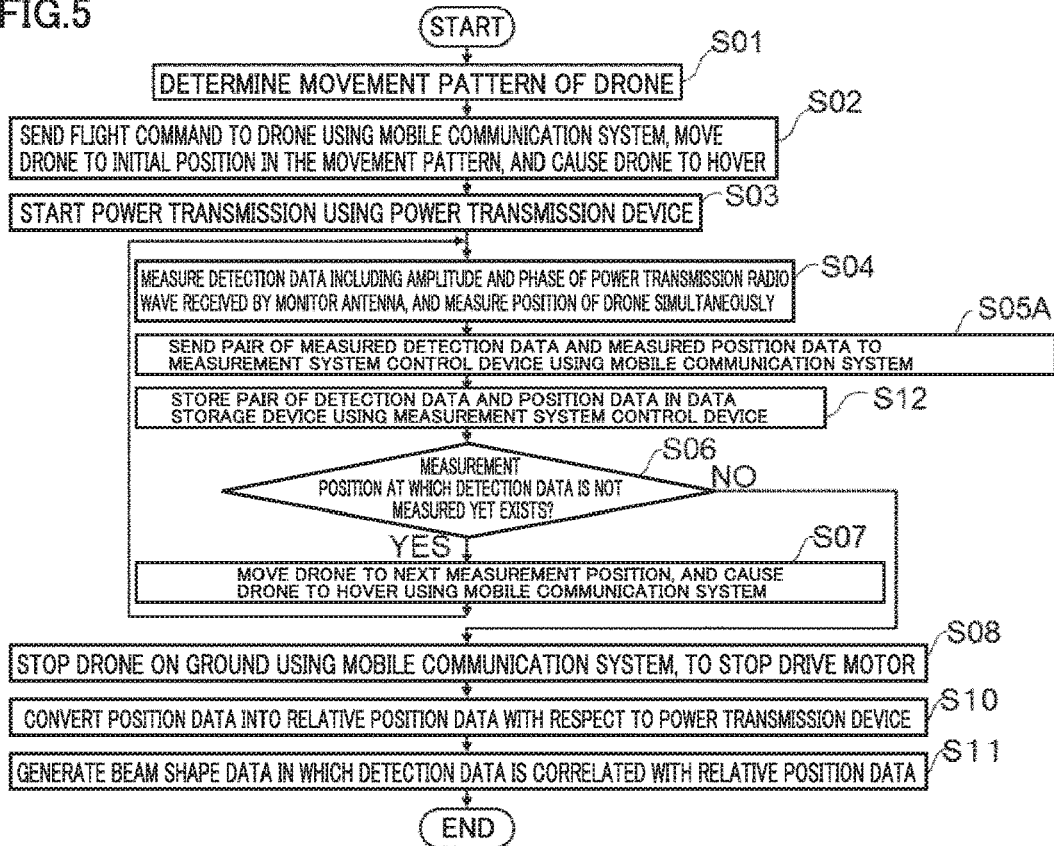 FIG.5
START
S01
DETERMINE MOVEMENT PATTERN OF DRONE
S02
SEND FLIGHT COMMAND TO DRONE USING MOBILE COMMUNICATION SYSTEM, MOVE
DRONE TO INITIAL POSITION IN THE MOVEMENT PATTERN, AND CAUSE DRONE TO HOVER
S03
START POWER TRANSMISSION USING POWER TRANSMISSION DEVICE
S04
MEASURE DETECTION DATA INCLUDING AMPLITUDE AND PHASE OF POWER TRANSMISSION RADIO
WAVE RECEIVED BY MONITOR ANTENNA, AND MEASURE POSITION OF DRONE SIMULTANEOUSLY
S05A
SEND PAIR OF MEASURED DETECTION DATA AND MEASURED POSITION DATA TO
MEASUREMENT SYSTEM CONTROL DEVICE USING MOBILE COMMUNICATION SYSTEM
S12
STORE PAIR OF DETECTION DATA AND POSITION DATA IN DATA
STORAGE DEVICE USING MEASUREMENT SYSTEM CONTROL DEVICE
S06
MEASUREMENT
POSITION AT WHICH DETECTION DATA IS NOT
MEASURED YET EXISTS?
NO
YES
S07
MOVE DRONE TO NEXT MEASUREMENT POSITION, AND CAUSE
DRONE TO HOVER USING MOBILE COMMUNICATION SYSTEM
S08
STOP DRONE ON GROUND USING MOBILE COMMUNICATION SYSTEM, TO STOP DRIVE MOTOR
S10
CONVERT POSITION DATA INTO RELATIVE POSITION DATA WITH RESPECT TO POWER TRANSMISSION DEVICE
S11
GENERATE BEAM SHAPE DATA IN WHICH DETECTION DATA IS CORRELATED WITH RELATIVE POSITION DATA
END